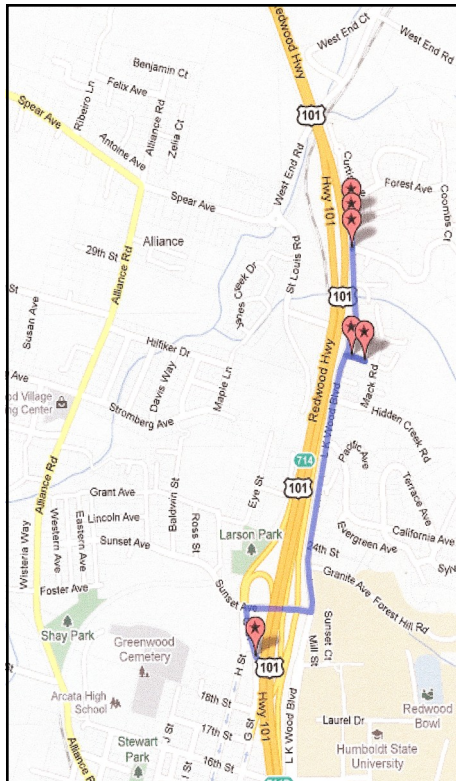 West End Ct
Redwood Hwy
West End Rd
Benjamin Ct
Felix Ave
Ribeiro Ln
Alliance Rd
Zelia Ct
101
Spear Ave
Antoine Ave
West End Rd
Hwy 101
Forest Ave
Coombs Ct
Spear Ave
29th St
Alliance
St Louis Rd
Alliance Rd
101
St
Susan Ave
Hilfiker Dr
Redwood Hwy
Davis Way
Maple Ln
Mack Rd
L K Wood Blvd
Stromberg Ave
Hidden Creek Rd
714
Pacific Ave
Alliance Rd
101
Eye St
Terrace Ave
Grant Ave
Baldwin St
Lincoln Ave
Ross St
Larson Park
California Ave
Sunset Ave
Evergreen Ave
24th St
Wisteria Way
Western Ave
Eastern Ave
Foster Ave
Sunset Ave
Granite Ave
Forest Hill Rd
Shay Park
Greenwood
Cemetery
H St
101
Sunset Ct
Mill St
Arcata High
School
18th St
G St
Hwy 101
L K Wood Blvd
Redwood
Bowl
17th St
Laurel Dr
Stewart
Park
16th St
Humboldt State
University